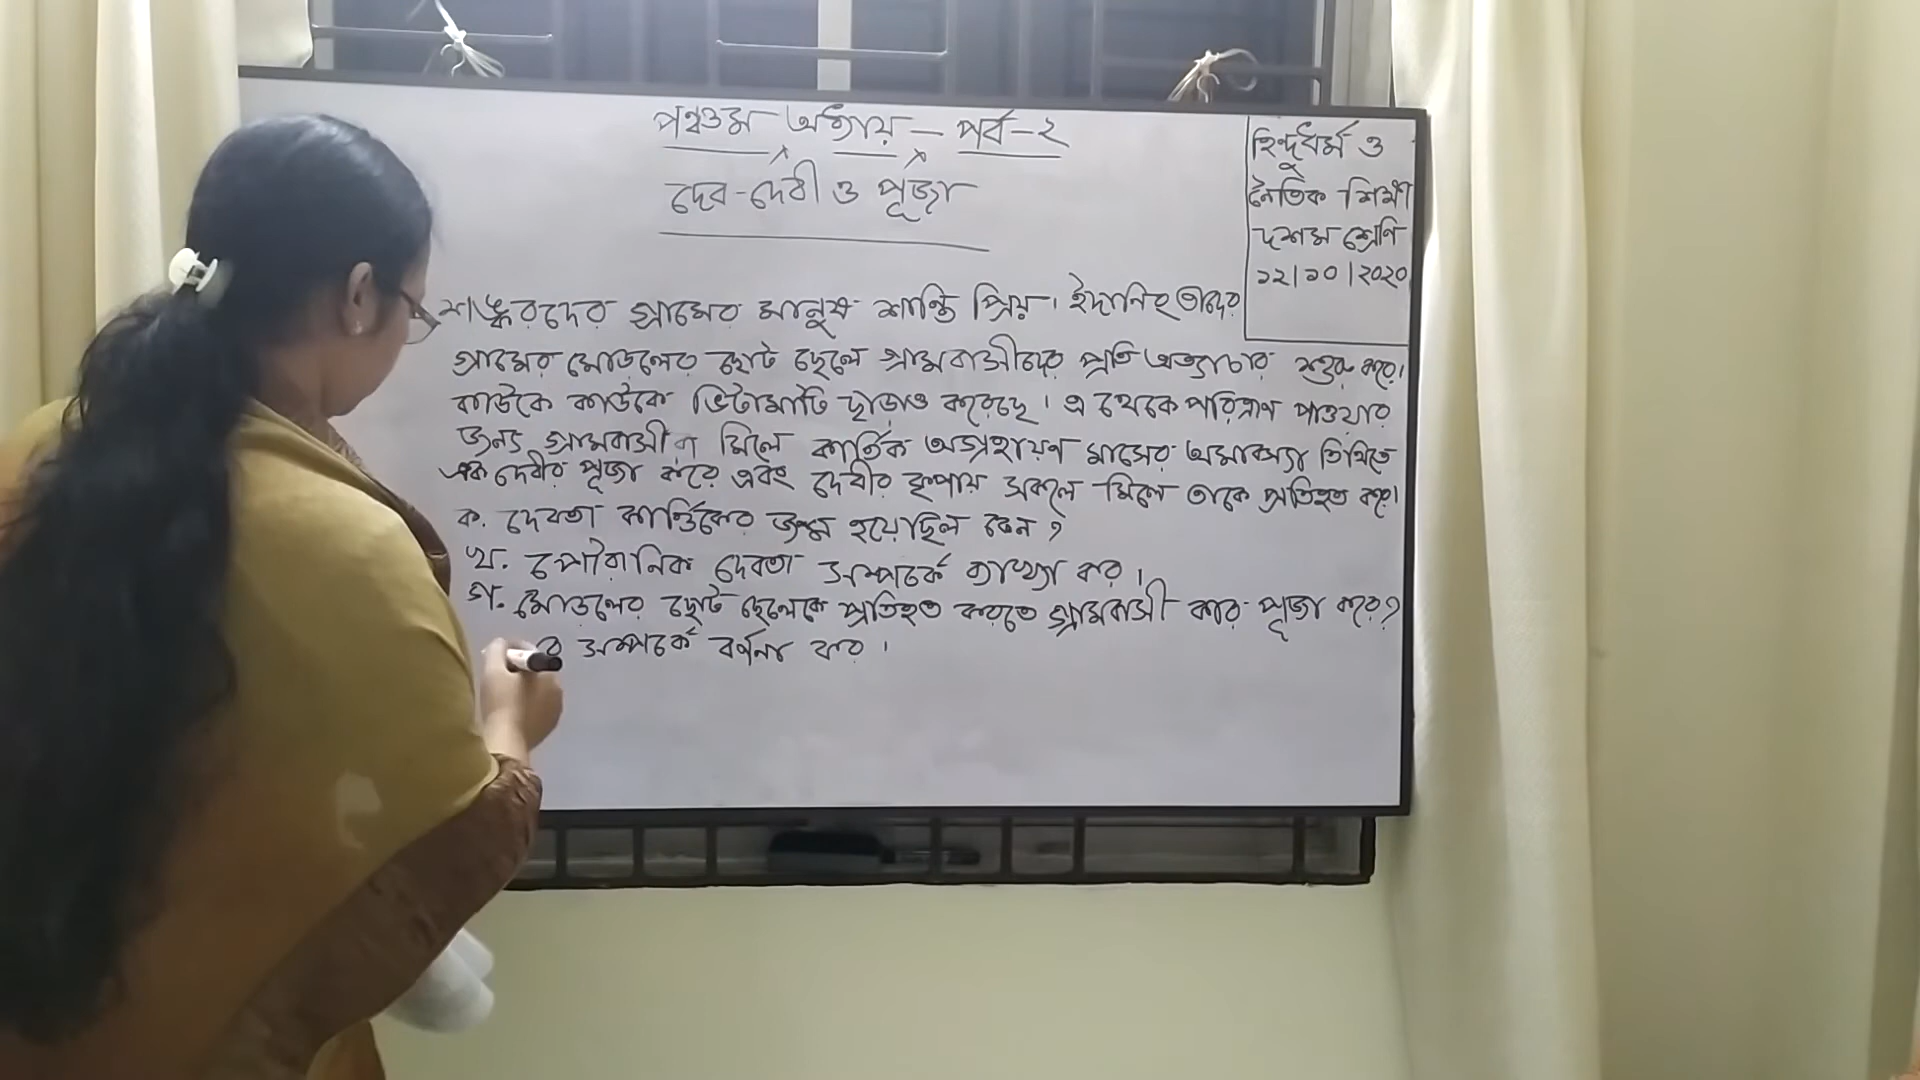 পঞ্চম অধ্যায় – পর্ব – ২
দেব-দেবী ও পূজা
হিন্দুধর্ম ও
নৈতিক শিক্ষা
দশম শ্রেণি
১২|১০|২০২০
শঙ্করদের গ্রামের মানুষ শান্তি প্রিয়। ইদানিং তাদের
গ্রামের মোড়লের ছোট ছেলে গ্রামবাসীদের প্রতি অত্যাচার শুরু করে।
কাউকে কাউকে ভিটামাটি ছাড়াও করেছে। এ থেকে পরিত্রাণ পাওয়ার
জন্য গ্রামবাসীরা মিলে কার্তিক অগ্রহায়ণ মাসের অমাবস্যা তিথিতে
এক দেবীর পূজা করে এবং দেবীর কৃপায় সকলে মিলে তাকে প্রতিহত করে।
ক. দেবতা কার্ত্তিকের জন্ম হয়েছিল কেন?
খ. পৌরানিক দেবতা সম্পর্কে ব্যাখ্যা কর।
গ. মোড়লের ছোট ছেলেকে প্রতিহত করতে গ্রামবাসী কার পূজা করে?
র সম্পর্কে বর্ণনা কর।